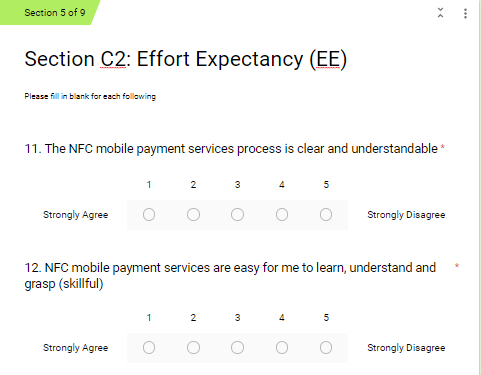 Section 5 of 9
Section C2: Effort Expectancy (EE)
Please fill in blank for each following
11. The NFC mobile payment services process is clear and understandable *
1 2 3 4 5
Strongly Agree Strongly Disagree
12. NFC mobile payment services are easy for me to learn, understand and *
grasp (skillful)
1 2 3 4 5
Strongly Agree Strongly Disagree